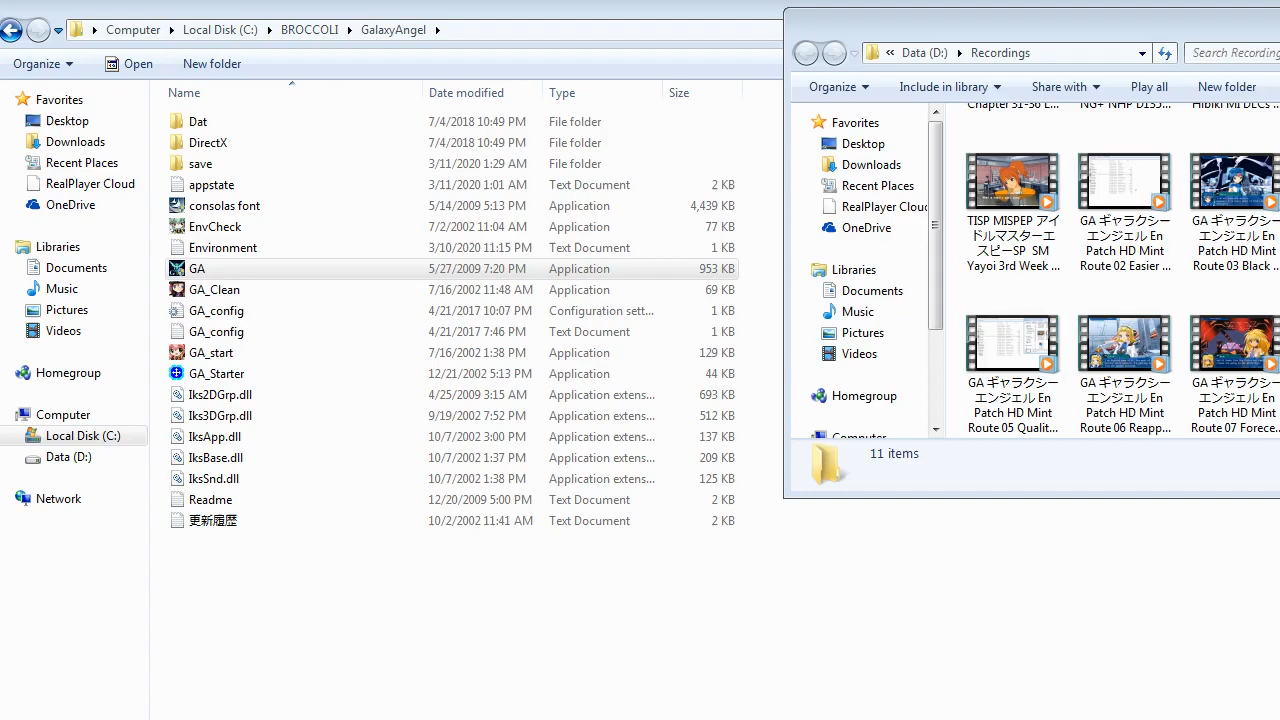 Computer Local Disk (C:) BROCCOLI GalaxyAngel
Organize Open New folder
Name Date modified Type Size
Favorites
Desktop
Downloads
Recent Places
RealPlayer Cloud
OneDrive
Libraries
Documents
Music
Pictures
Videos
Homegroup
Computer
Local Disk (C:)
Data (D:)
Network
Dat 7/4/2018 10:49 PM File folder
DirectX 7/4/2018 10:49 PM File folder
save 3/11/2020 1:29 AM File folder
appstate 3/11/2020 1:01 AM Text Document 2 KB
consolas font 5/14/2009 5:13 PM Application 4,439 KB
EnvCheck 7/2/2002 11:04 AM Application 77 KB
Environment 3/10/2020 11:15 PM Text Document 1 KB
GA 5/27/2009 7:20 PM Application 953 KB
GA_Clean 7/16/2002 11:48 AM Application 69 KB
GA_config 4/21/2017 10:07 PM Configuration sett... 1 KB
GA_config 4/21/2017 7:46 PM Text Document 1 KB
GA_start 7/16/2002 1:38 PM Application 129 KB
GA_Starter 5/21/2002 5:13 PM Application 44 KB
Iks2DGrp.dll 4/25/2009 3:15 AM Application extens... 693 KB
Iks3DGrp.dll 9/19/2002 7:52 PM Application extens... 512 KB
IksApp.dll 10/7/2002 3:00 PM Application extens... 137 KB
IksBase.dll 10/7/2002 1:37 PM Application extens... 209 KB
IksSnd.dll 10/7/2002 1:38 PM Application extens... 125 KB
Readme 12/20/2009 5:00 PM Text Document 2 KB
更新履歴 10/2/2002 11:41 AM Text Document 2 KB
« Data (D:) Recordings Search Recording
Organize Include in library Share with Play all New folder
Favorites
Desktop
Downloads
Recent Places
RealPlayer Clou
OneDrive
Libraries
Documents
Music
Pictures
Videos
Homegroup
Computer
Chapter 31-36 E...
TISP MISPEP アイ
ドルマスターエ
スピーSP SM
Yayoi 3rd Week ...
GA ギャラクシー
エンジェル En
Patch HD Mint
Route 02 Easier ...
GA ギャラクシー
エンジェル En
Patch HD Mint
Route 03 Black ...
GA ギャラクシー
エンジェル En
Patch HD Mint
Route 05 Qualit...
GA ギャラクシー
エンジェル En
Patch HD Mint
Route 06 Reapp...
GA ギャラクシー
エンジェル En
Patch HD Mint
Route 07 Forece...
11 items